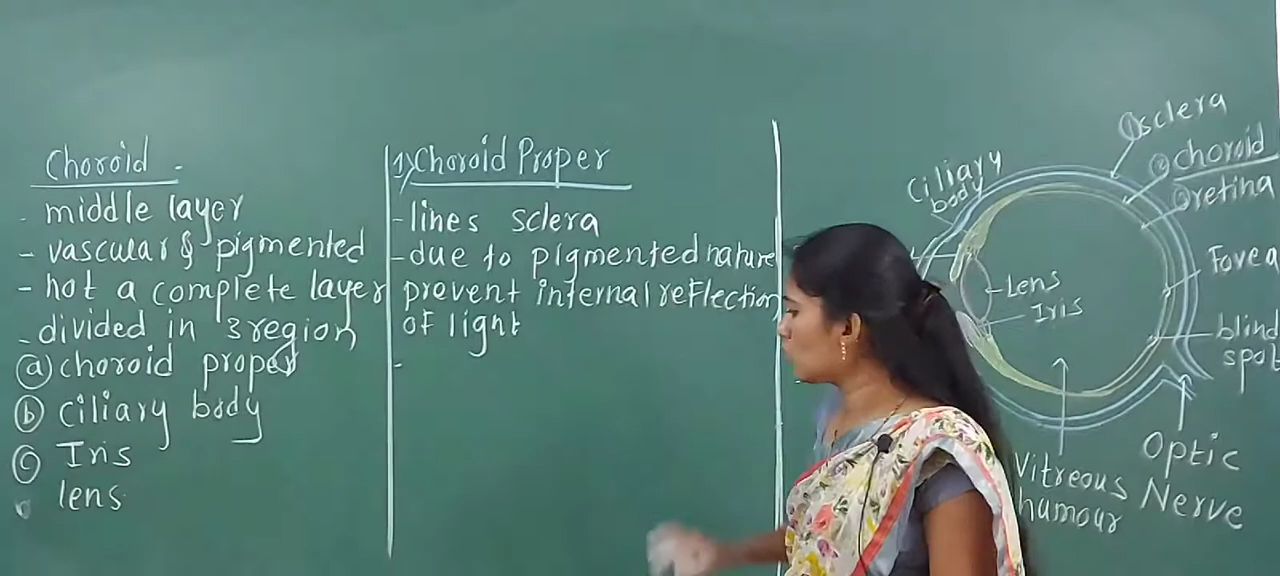 Choroid -
- middle layer
- vascular & pigmented
- not a complete layer
- divided in 3 region
(a) choroid proper
(b) ciliary body
(c) Iris
lens
1) Choroid Proper
- lines sclera
- due to pigmented nature
prevent internal reflection
of light
-
Ciliary
body
① sclera
② choroid
③ retina
Fovea
Lens
Iris
blind
spot
Optic
Nerve
Vitreous
humour